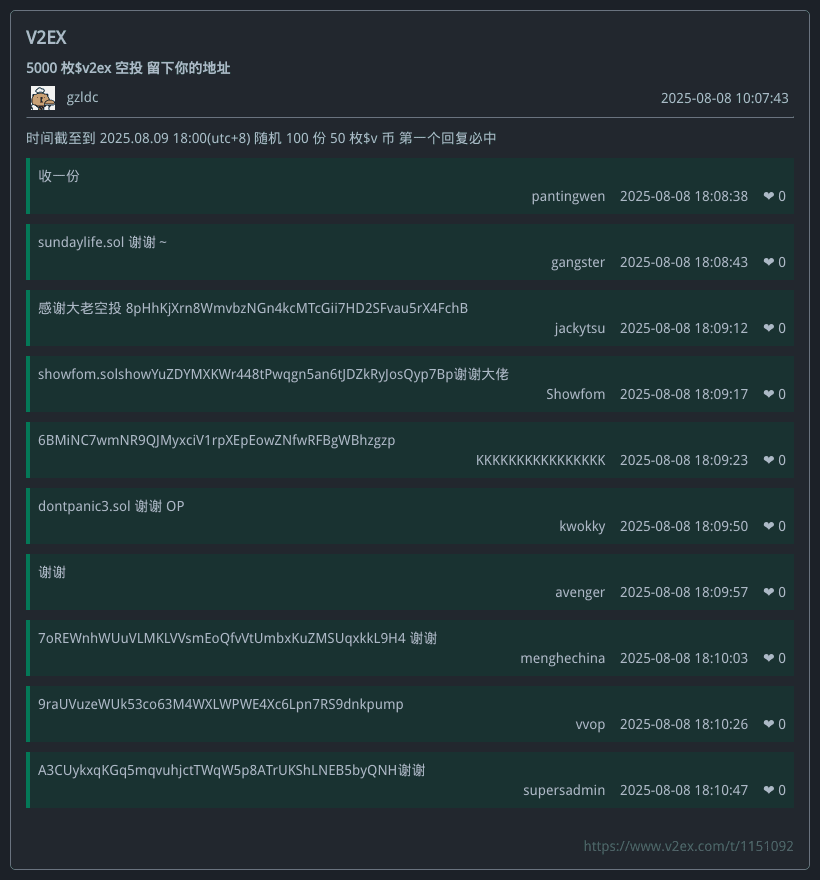 V2EX
5000 枚$v2ex 空投 留下你的地址
gzldc 2025-08-08 10:07:43
时间截至到 2025.08.09 18:00(utc+8) 随机 100 份 50 枚$v 币 第一个回复必中
收一份
pantingwen 2025-08-08 18:08:38 ❤ 0
sundaylife.sol 谢谢 ~
gangster 2025-08-08 18:08:43 ❤ 0
感谢大老空投 8pHhKjXrn8WmvbzNGn4kcMTcGii7HD2SFvau5rX4FchB
jackytsu 2025-08-08 18:09:12 ❤ 0
showfom.solshowYuZDYMXKWr448tPwqgn5an6tJDZkRyJosQyp7Bp谢谢大佬
Showfom 2025-08-08 18:09:17 ❤ 0
6BMiNC7wmNR9QJMyxciV1rpXEpEowZNfwRFBgWBhzgzp
KKKKKKKKKKKKKKKK 2025-08-08 18:09:23 ❤ 0
dontpanic3.sol 谢谢 OP
kwokky 2025-08-08 18:09:50 ❤ 0
谢谢
avenger 2025-08-08 18:09:57 ❤ 0
7oREWnhWUuVLMKLVVsmEoQfvVtUmbxKuZMSUqxkkL9H4 谢谢
menghechina 2025-08-08 18:10:03 ❤ 0
9raUVuzeWUk53co63M4WXLWPWE4Xc6Lpn7RS9dnkpump
vvop 2025-08-08 18:10:26 ❤ 0
A3CUykxqKGq5mqvuhjctTWqW5p8ATrUKShLNEB5byQNH谢谢
supersadmin 2025-08-08 18:10:47 ❤ 0
https://www.v2ex.com/t/1151092